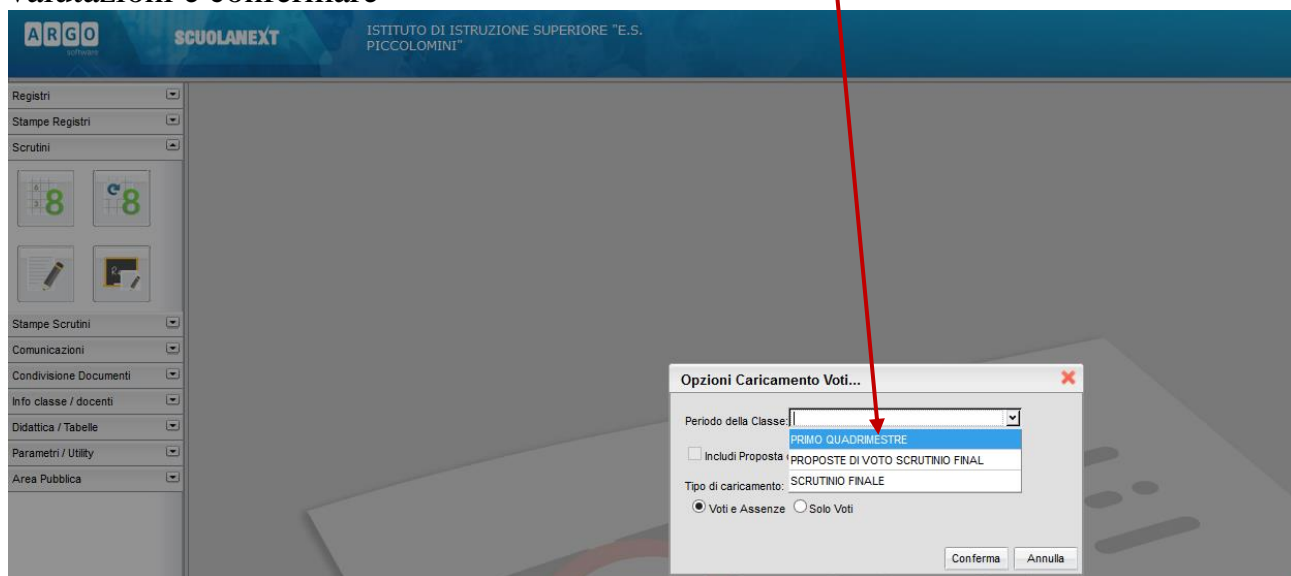 valutazioni e confermare
ARGO
software
SCUOLANEXT
ISTITUTO DI ISTRUZIONE SUPERIORE "E.S.
PICCOLOMINI"
Registri
Stampe Registri
Scrutini
8
8
Stampe Scrutini
Comunicazioni
Condivisione Documenti
Info classe / docenti
Didattica / Tabelle
Parametri / Utility
Area Pubblica
Opzioni Caricamento Voti...
Periodo della Classe:
PRIMO QUADRIMESTRE
Includi Proposta
PROPOSTE DI VOTO SCRUTINIO FINAL
Tipo di caricamento:
SCRUTINIO FINALE
Voti e Assenze Solo Voti
Conferma Annulla